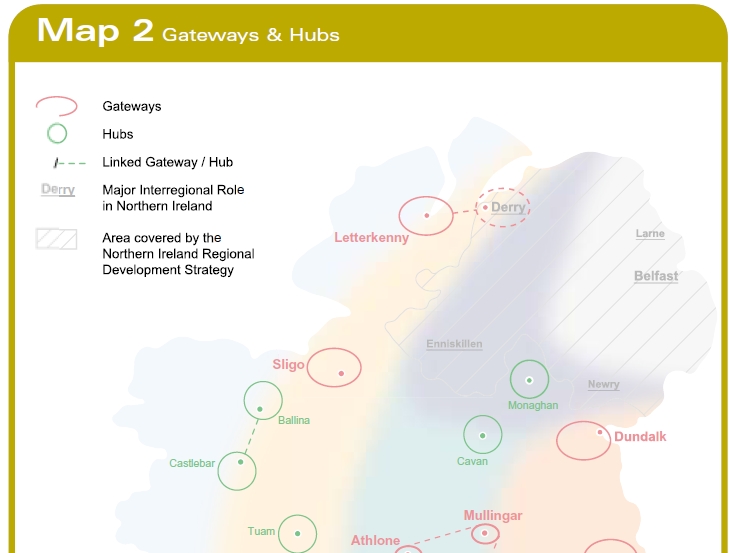 Map 2 Gateways & Hubs
Gateways
Hubs
Linked Gateway / Hub
Derry
Major Interregional Role
in Northern Ireland
Area covered by the
Northern Ireland Regional
Development Strategy
Derry
Letterkenny
Larne
Belfast
Enniskillen
Sligo
Newry
Monaghan
Ballina
Dundalk
Castlebar
Cavan
Mullingar
Tuam
Athlone